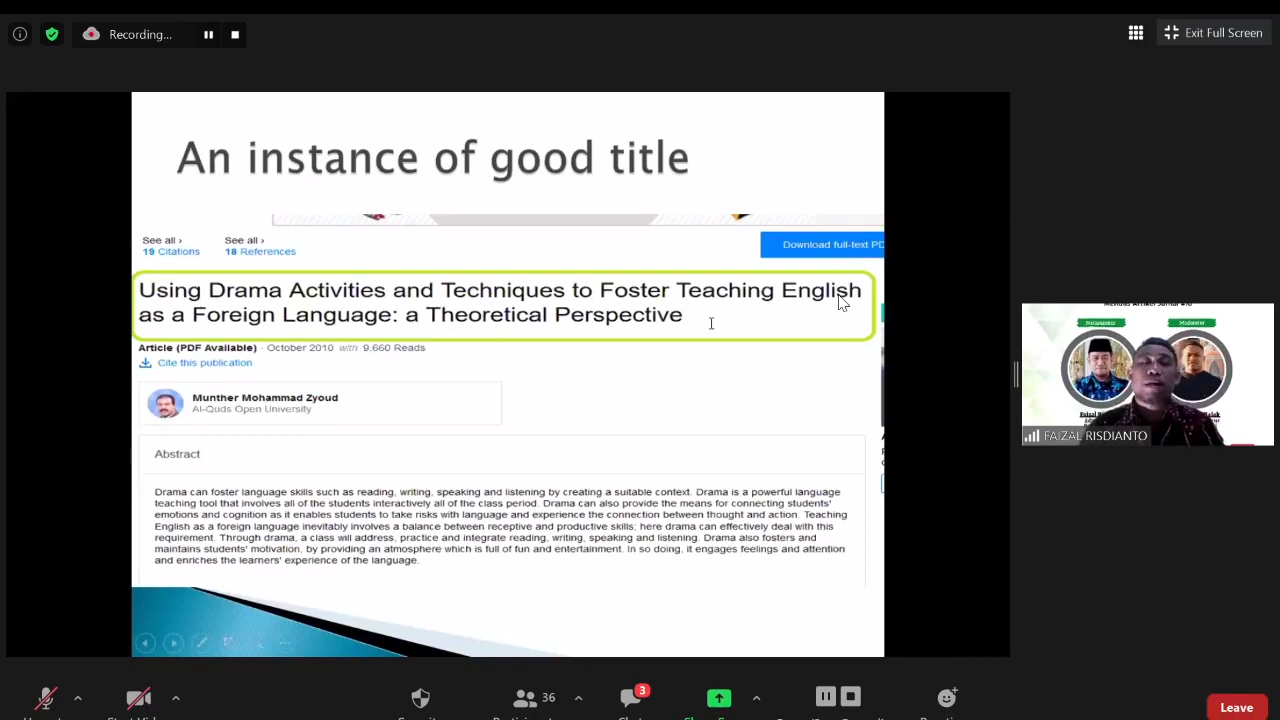 Recording...
Exit Full Screen
An instance of good title
See all › See all ›
19 Citations 18 References
Download full-text
Using Drama Activities and Techniques to Foster Teaching English
as a Foreign Language: a Theoretical Perspective
Article (PDF Available) · October 2010 with 9,660 Reads
Cite this publication
Munther Mohammad Zyoud
Al-Quds Open University
Abstract
Drama can foster language skills such as reading, writing, speaking and listening by creating a suitable context. Drama is a powerful language
teaching tool that involves all of the students interactively all of the class period. Drama can also provide the means for connecting students'
emotions and cognition as it enables students to take risks with language and experience the connection between thought and action. Teaching
English as a foreign language inevitably involves a balance between receptive and productive skills; here drama can effectively deal with this
requirement. Through drama, a class will address, practice and integrate reading, writing, speaking and listening. Drama also fosters and
maintains students' motivation, by providing an atmosphere which is full of fun and entertainment. In so doing, it engages feelings and attention
and enriches the learners' experience of the language.
Narasumber Moderator
FAIZAL RISDIANTO
36
3
Leave